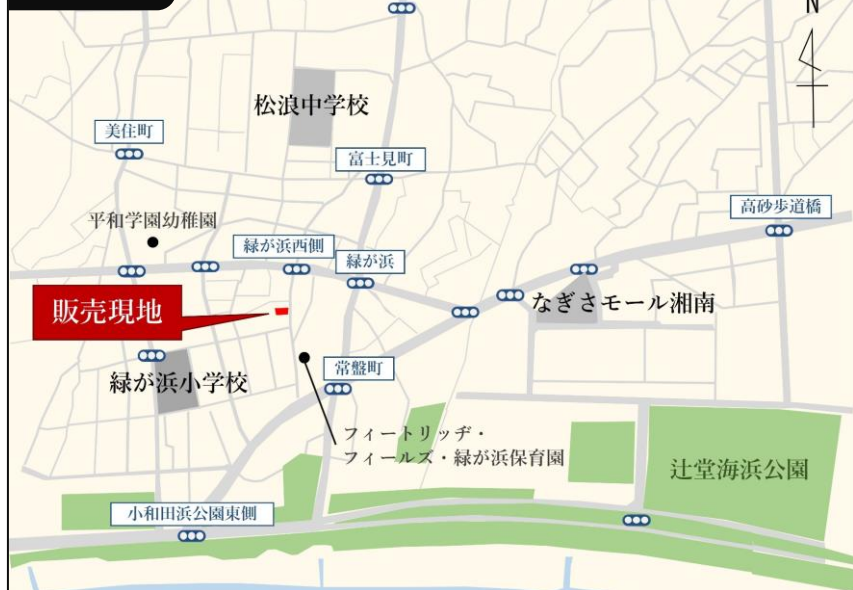 N
松浪中学校
美住町
富士見町
高砂歩道橋
平和学園幼稚園
緑が浜西側
緑が浜
なぎさモール湘南
販売現地
緑が浜小学校
常盤町
フィートリッヂ・
フィールズ・緑が浜保育園
辻堂海浜公園
小和田浜公園東側